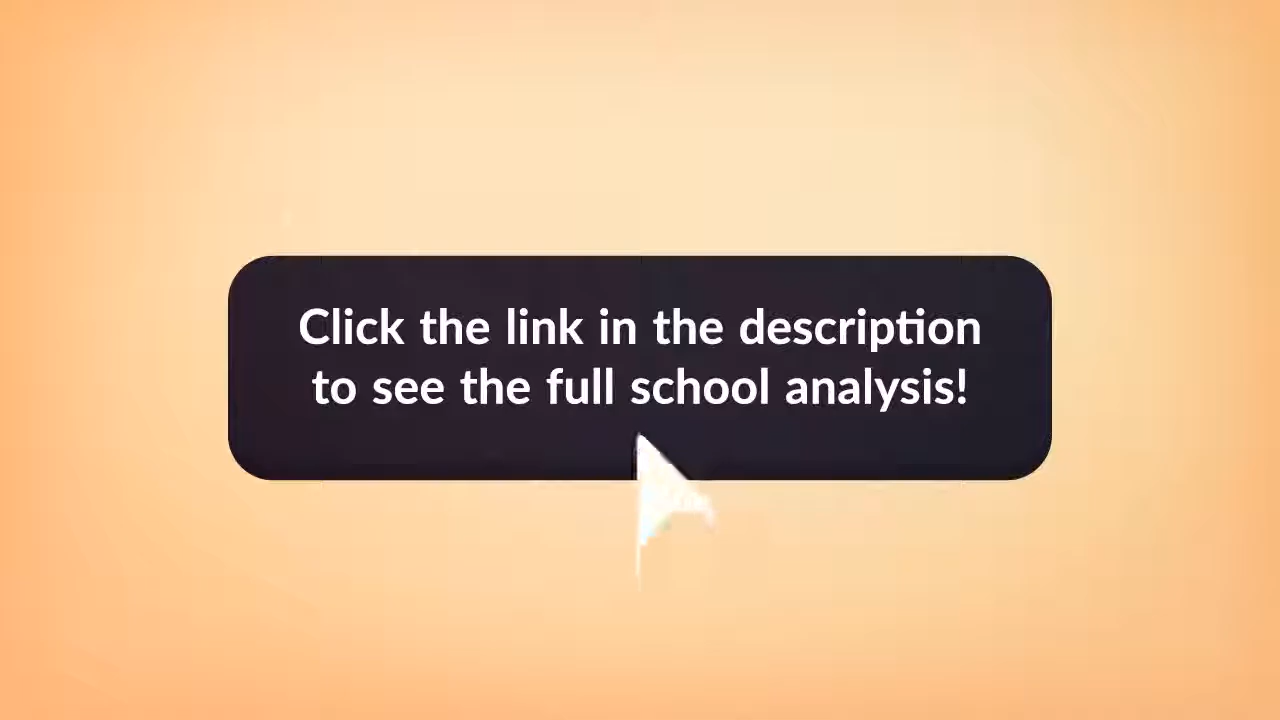 Click the link in the description
to see the full school analysis!